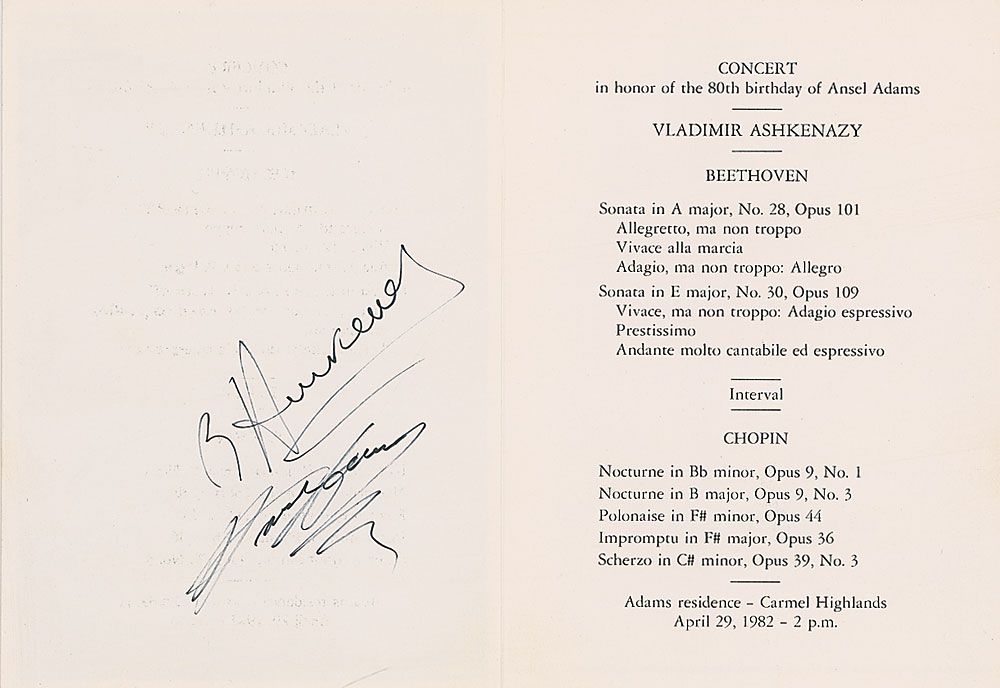 CONCERT
in honor of the 80th birthday of Ansel Adams
VLADIMIR ASHKENAZY
BEETHOVEN
Sonata in A major, No. 28, Opus 101
Allegretto, ma non troppo
Vivace alla marcia
Adagio, ma non troppo: Allegro
Sonata in E major, No. 30, Opus 109
Vivace, ma non troppo: Adagio espressivo
Prestissimo
Andante molto cantabile ed espressivo
Interval
CHOPIN
Nocturne in Bb minor, Opus 9, No. 1
Nocturne in B major, Opus 9, No. 3
Polonaise in F# minor, Opus 44
Impromptu in F# major, Opus 36
Scherzo in C# minor, Opus 39, No. 3
Adams residence – Carmel Highlands
April 29, 1982 – 2 p.m.